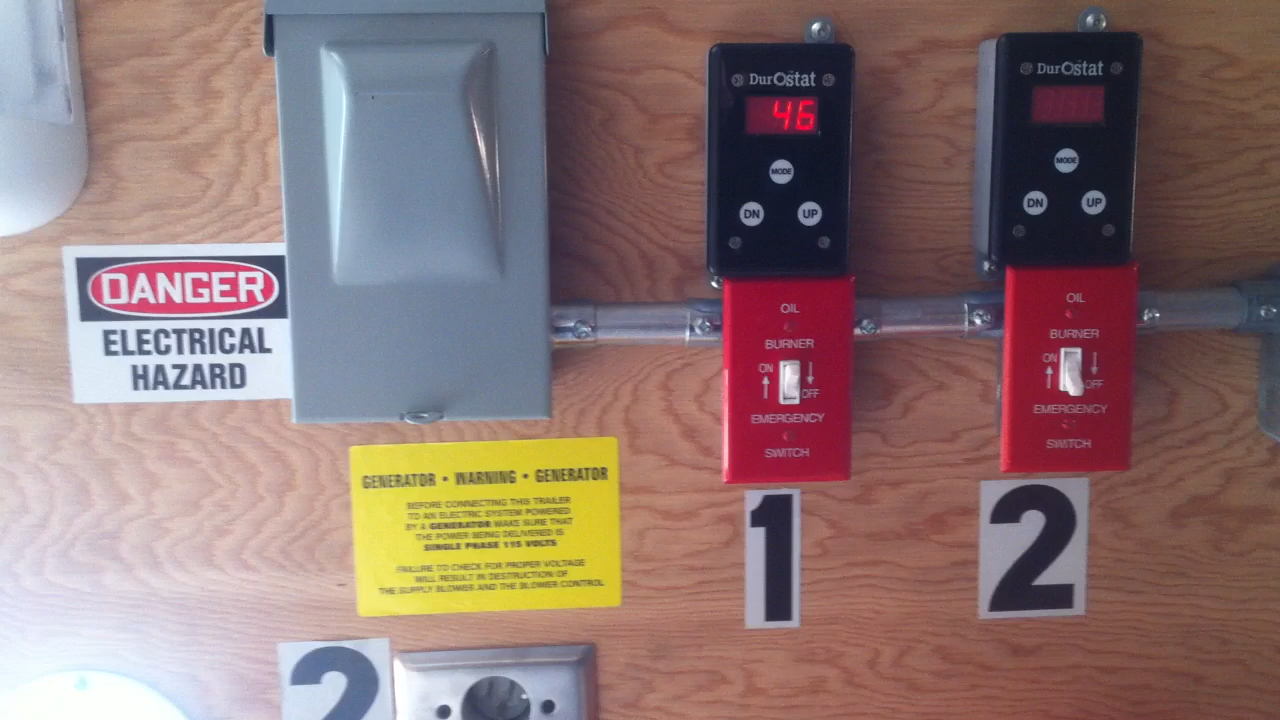 DANGER
ELECTRICAL
HAZARD
GENERATOR • WARNING • GENERATOR
BEFORE CONNECTING THIS TRAILER
TO AN ELECTRIC SYSTEM POWERED
BY A GENERATOR MAKE SURE THAT
THE POWER BEING DELIVERED IS
SINGLE PHASE 115 VOLTS
FAILURE TO CHECK FOR PROPER VOLTAGE
WILL RESULT IN DESTRUCTION OF
THE SUPPLY BLOWER AND THE BLOWER CONTROL
2
DurOstat
46
MODE
DN UP
OIL
BURNER
ON
OFF
EMERGENCY
SWITCH
1
DurOstat
MODE
DN UP
OIL
BURNER
ON
OFF
EMERGENCY
SWITCH
2